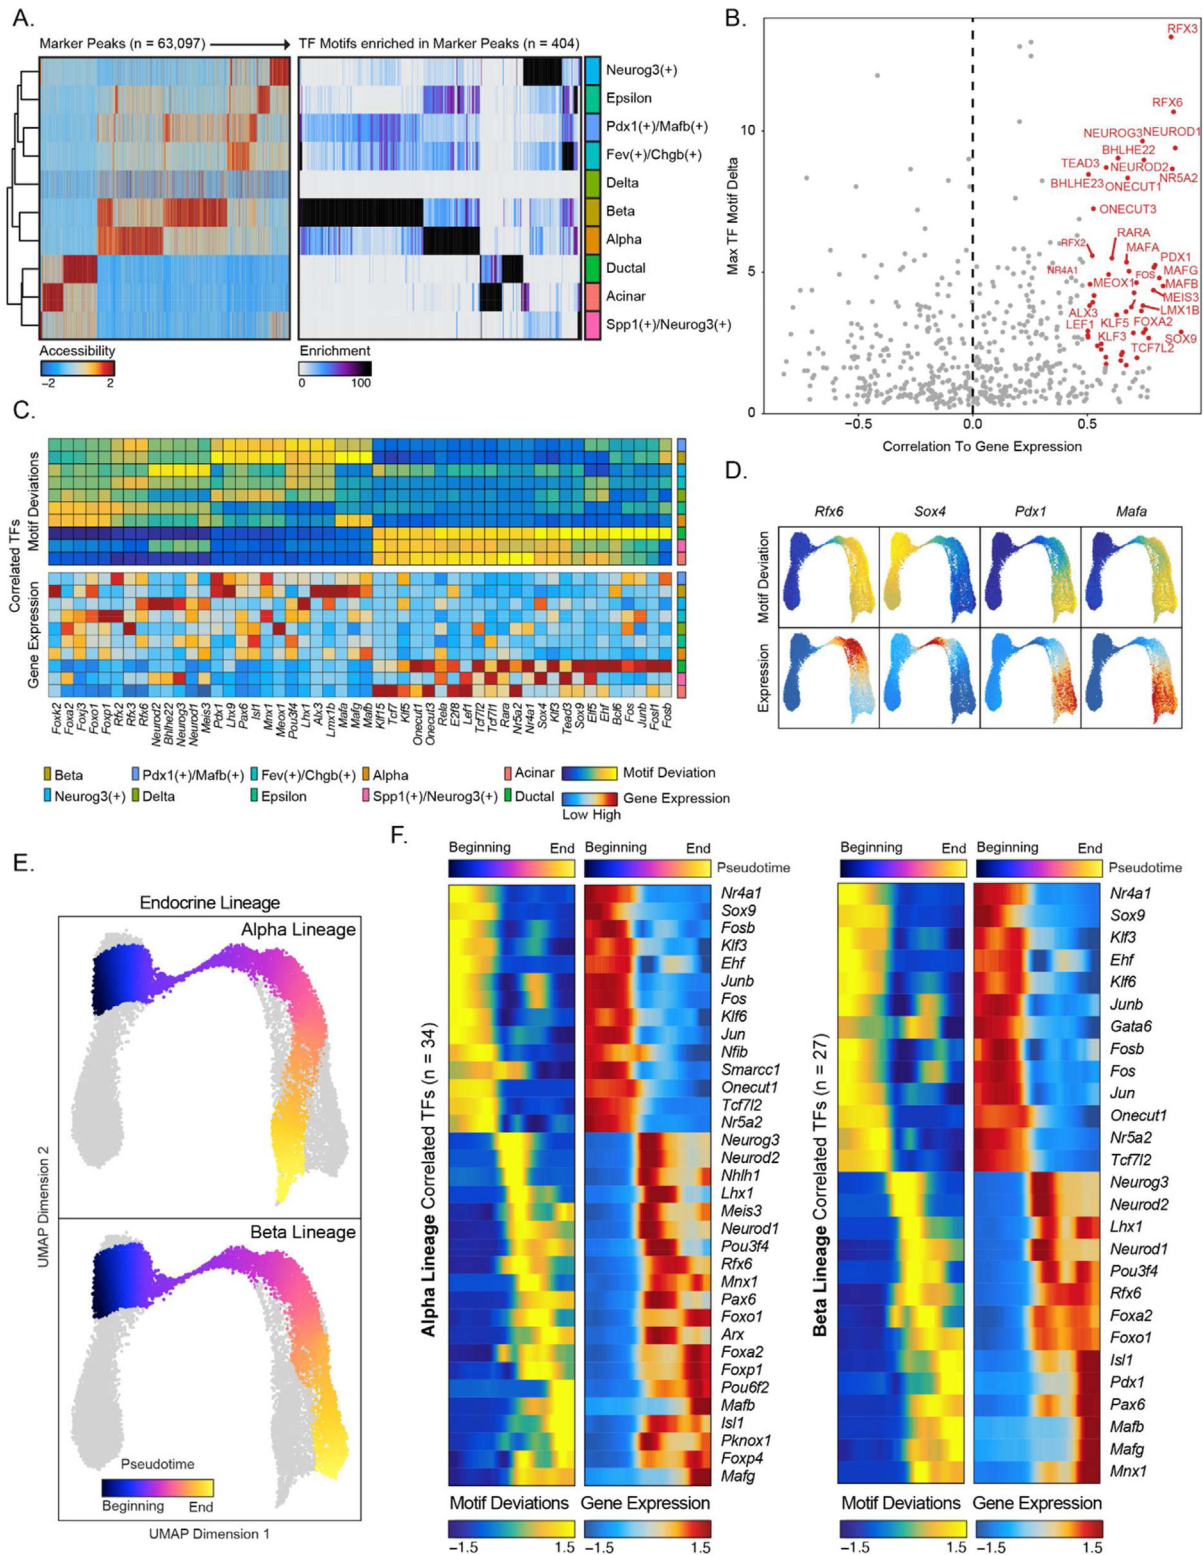 A.
Marker Peaks (n = 63,097)
TF Motifs enriched in Marker Peaks (n = 404)
Neurog3(+)
Epsilon
Pdx1(+)/Mafb(+)
Fev(+)/Chgb(+)
Delta
Beta
Alpha
Ductal
Acinar
Spp1(+)/Neurog3(+)
Accessibility
−2 2
Enrichment
0 100
B.
Max TF Motif Delta
10
5
0
−0.5 0.0 0.5
Correlation To Gene Expression
RFX3
RFX6
NEUROG3 NEUROD1
BHLHE22
TEAD3 NEUROD2
NR5A2
BHLHE23 ONECUT1
ONECUT3
RARA
RFX2 MAFA
PDX1
NR4A1 FOS MAFG
MEOX1 MAFB
MEIS3
ALX3 LMX1B
LEF1 KLF5 FOXA2
KLF3 SOX9
TCF7L2
C.
Correlated TFs
Motif Deviations
Gene Expression
Foxk2
Foxa2
Foxj3
Foxo1
Foxp1
Rfx2
Rfx3
Rfx6
Neurod2
Bhlhe22
Neurog3
Neurod1
Meis3
Pdx1
Lhx9
Pax6
Isl1
Mnx1
Meox1
Pou3f4
Lhx1
Alx3
Lmx1b
Mafa
Mafg
Mafb
Klf15
Tcf7
Klf5
Onecut1
Onecut3
Rela
E2f8
Lef1
Tcf7l2
Tcf7l1
Nr5a2
Rara
Nr4a1
Sox4
Klf3
Tead3
Sox9
Elf5
Ehf
Bcl6
Fos
Junb
Fosl1
Fosb
Beta Pdx1(+)/Mafb(+) Fev(+)/Chgb(+) Alpha Acinar Motif Deviation
Neurog3(+) Delta Epsilon Spp1(+)/Neurog3(+) Ductal Gene Expression
Low High
D.
Rfx6 Sox4 Pdx1 Mafa
Motif Deviation
Expression
E.
Endocrine Lineage
Alpha Lineage
Beta Lineage
UMAP Dimension 2
Pseudotime
Beginning End
UMAP Dimension 1
F.
Beginning End Beginning End
Pseudotime
Alpha Lineage Correlated TFs (n = 34)
Nr4a1
Sox9
Fosb
Klf3
Ehf
Junb
Fos
Klf6
Jun
Nfib
Smarcc1
Onecut1
Tcf7l2
Nr5a2
Neurog3
Neurod2
Nhlh1
Lhx1
Meis3
Neurod1
Pou3f4
Rfx6
Mnx1
Pax6
Foxo1
Arx
Foxa2
Foxp1
Pou6f2
Mafb
Isl1
Pknox1
Foxp4
Mafg
Motif Deviations Gene Expression
−1.5 1.5 −1.5 1.5
Beginning End Beginning End
Pseudotime
Beta Lineage Correlated TFs (n = 27)
Nr4a1
Sox9
Klf3
Ehf
Klf6
Junb
Gata6
Fosb
Fos
Jun
Onecut1
Nr5a2
Tcf7l2
Neurog3
Neurod2
Lhx1
Neurod1
Pou3f4
Rfx6
Foxa2
Foxo1
Isl1
Pdx1
Pax6
Mafb
Mafg
Mnx1
Motif Deviations Gene Expression
−1.5 1.5 −1.5 1.5